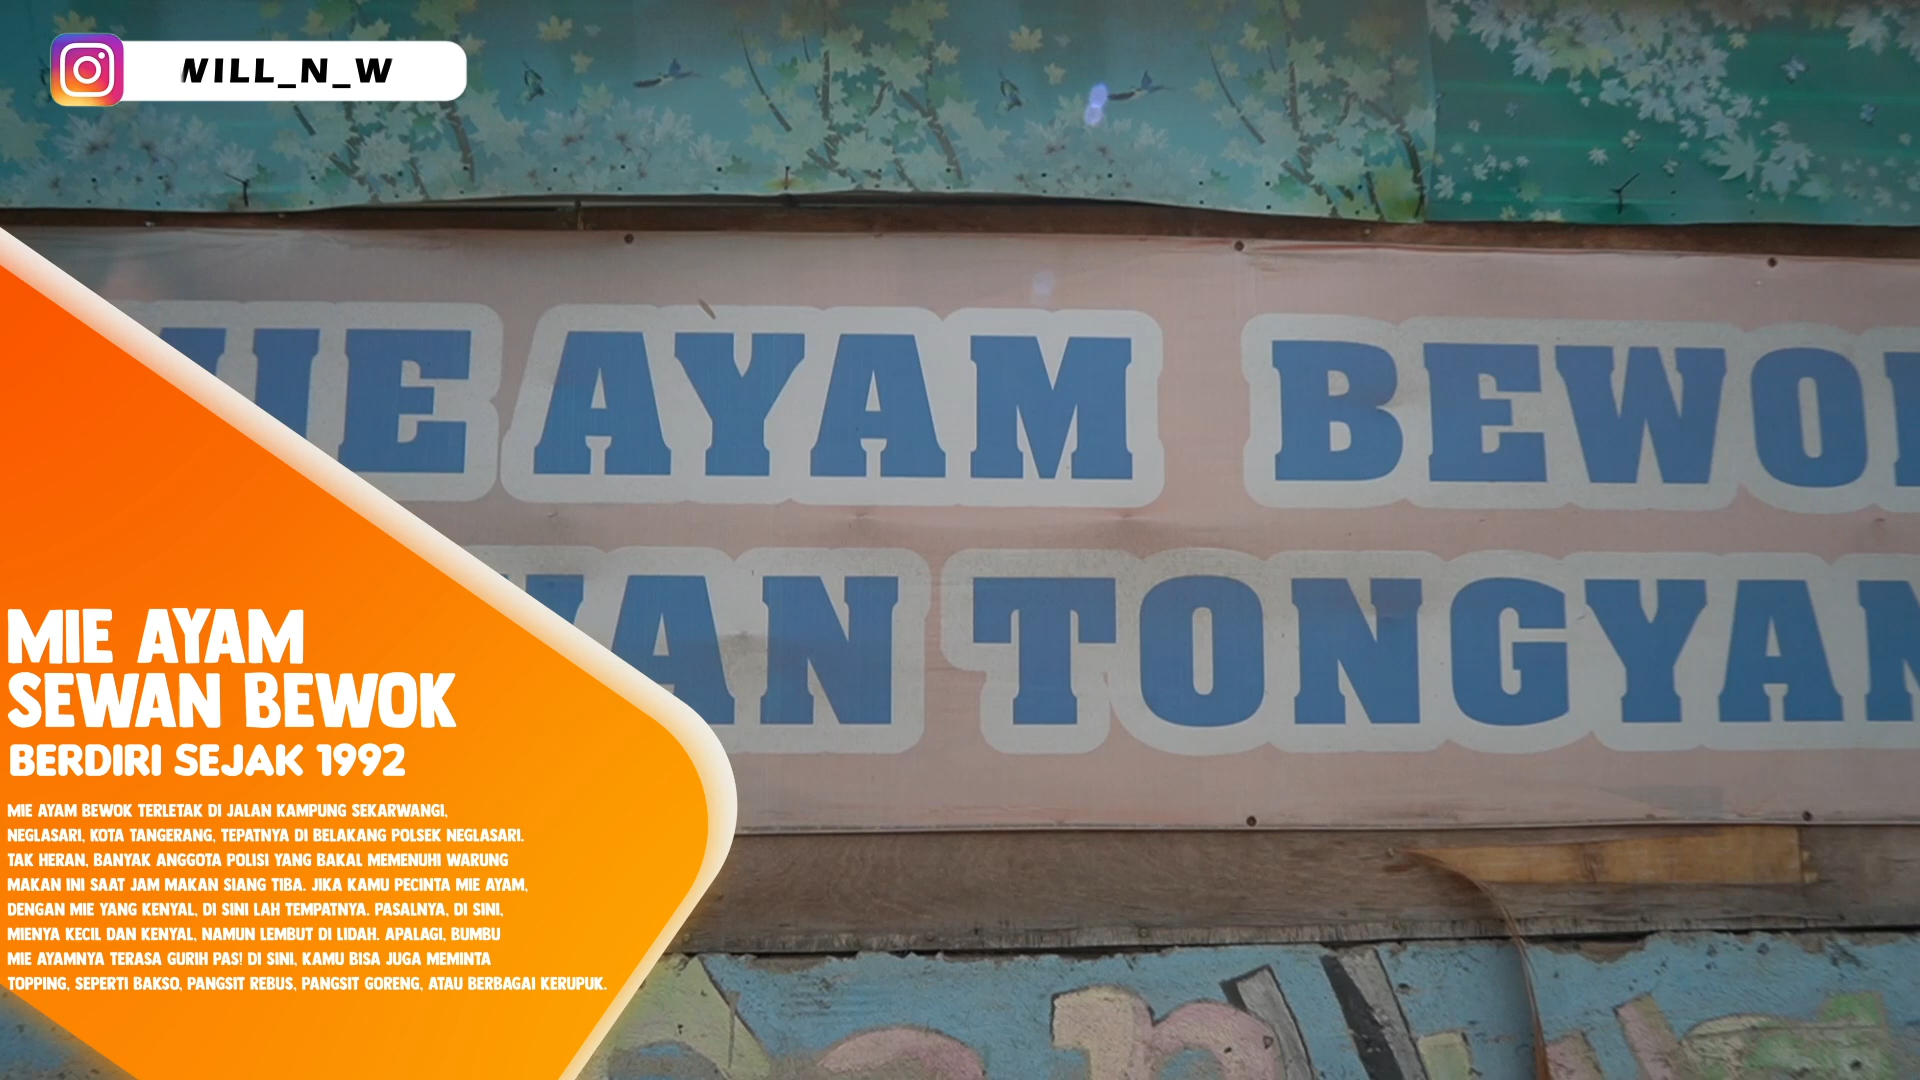 WILL_N_W
MIE AYAM BEWOK
WAN TONGYAN
MIE AYAM
SEWAN BEWOK
BERDIRI SEJAK 1992
MIE AYAM BEWOK TERLETAK DI JALAN KAMPUNG SEKARWANGI,
NEGLASARI, KOTA TANGERANG, TEPATNYA DI BELAKANG POLSEK NEGLASARI.
TAK HERAN, BANYAK ANGGOTA POLISI YANG BAKAL MEMENUHI WARUNG
MAKAN INI SAAT JAM MAKAN SIANG TIBA. JIKA KAMU PECINTA MIE AYAM,
DENGAN MIE YANG KENYAL, DI SINI LAH TEMPATNYA. PASALNYA, DI SINI,
MIENYA KECIL DAN KENYAL, NAMUN LEMBUT DI LIDAH. APALAGI, BUMBU
MIE AYAMNYA TERASA GURIH PAS! DI SINI, KAMU BISA JUGA MEMINTA
TOPPING, SEPERTI BAKSO, PANGSIT REBUS, PANGSIT GORENG, ATAU BERBAGAI KERUPUK.